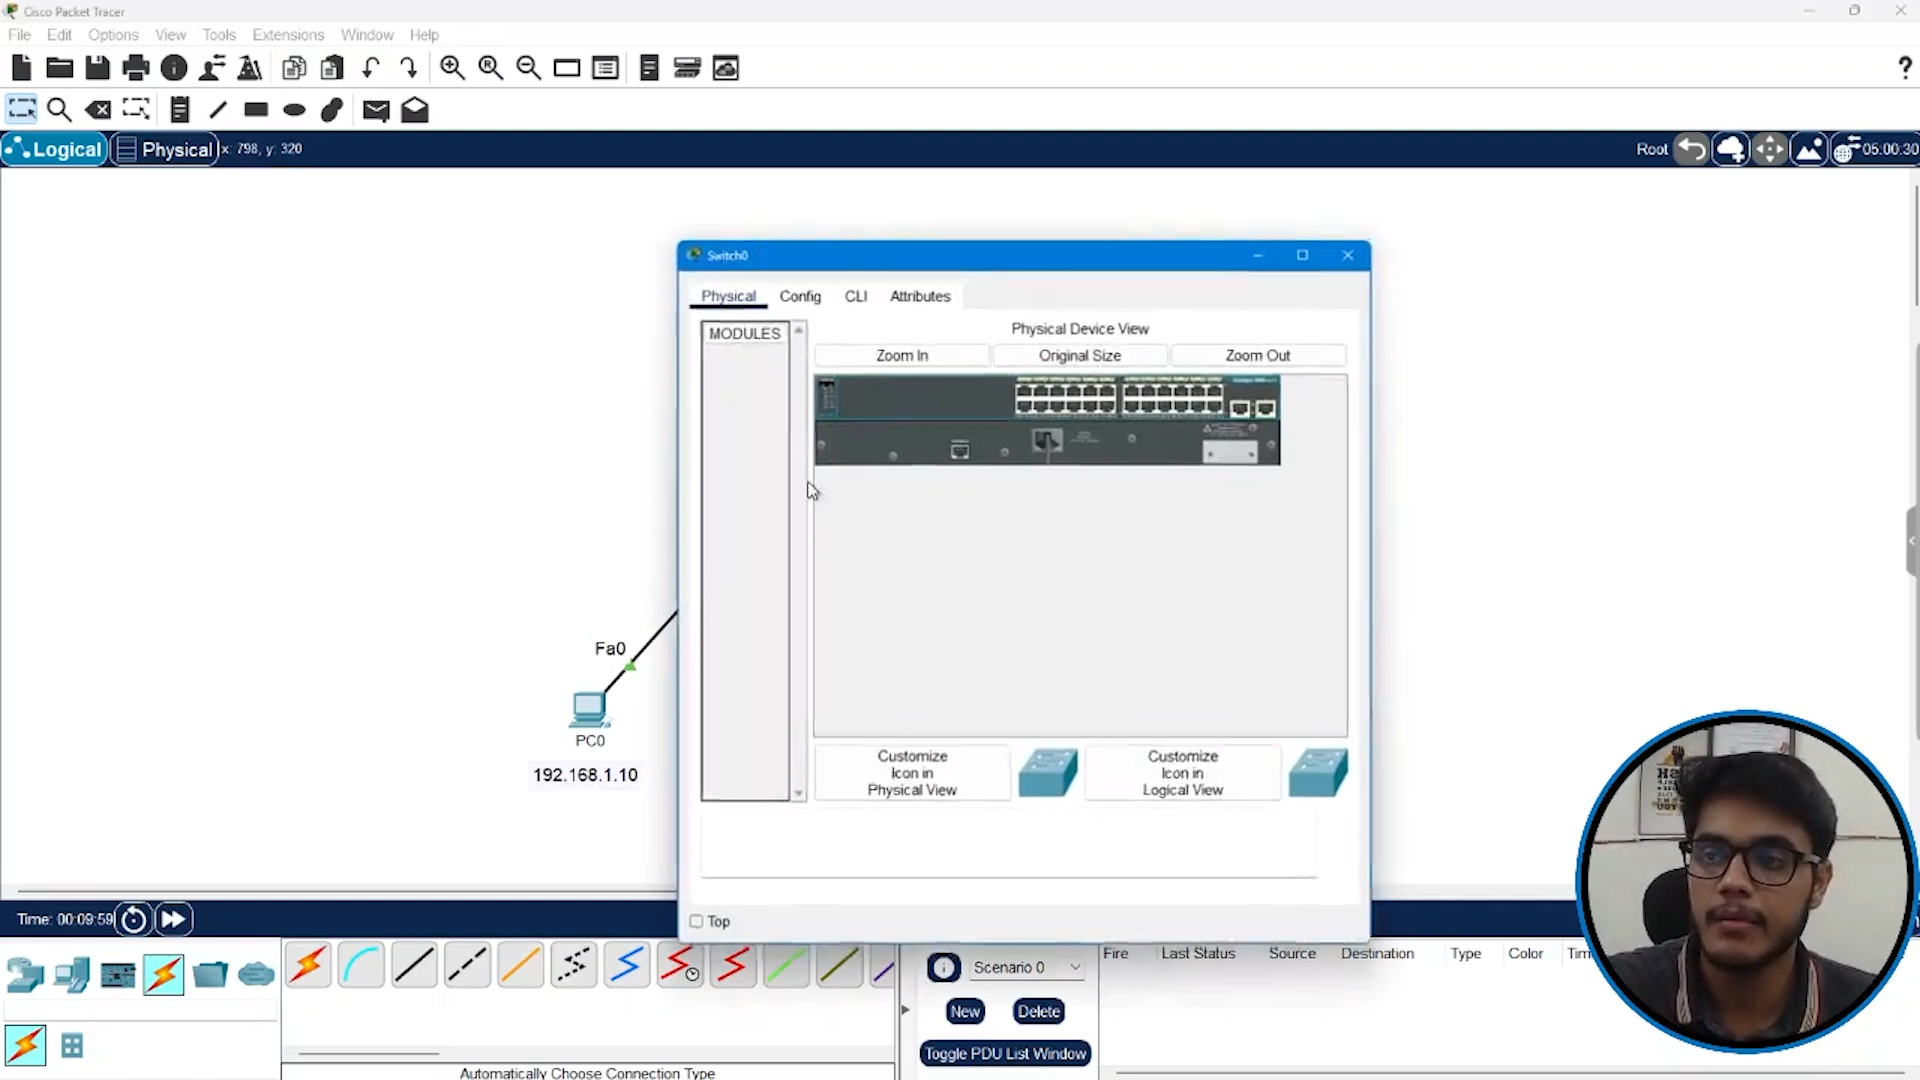 Cisco Packet Tracer
File Edit Options View Tools Extensions Window Help
?
Logical Physical x: 798, y: 320 Root 05:00:30
Switch0
Physical Config CLI Attributes
MODULES
Physical Device View
Zoom In Original Size Zoom Out
Fa0
PC0
192.168.1.10
Customize
Icon in
Physical View
Customize
Icon in
Logical View
Top
Time: 00:09:59
Scenario 0
Fire Last Status Source Destination Type Color Tim
New Delete
Toggle PDU List Window
Automatically Choose Connection Type